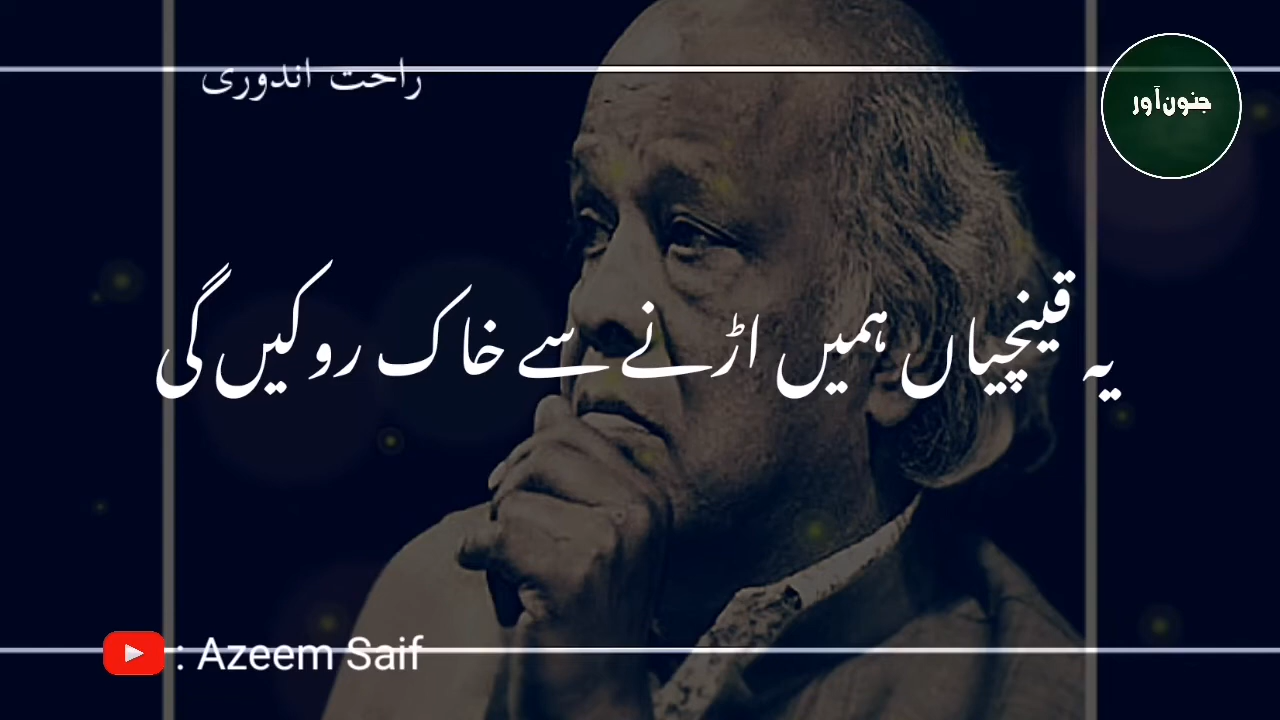 راحت اندوری
جنون آور
یہ قینچیاں ہمیں اڑنے سے خاک روکیں گی
: Azeem Saif